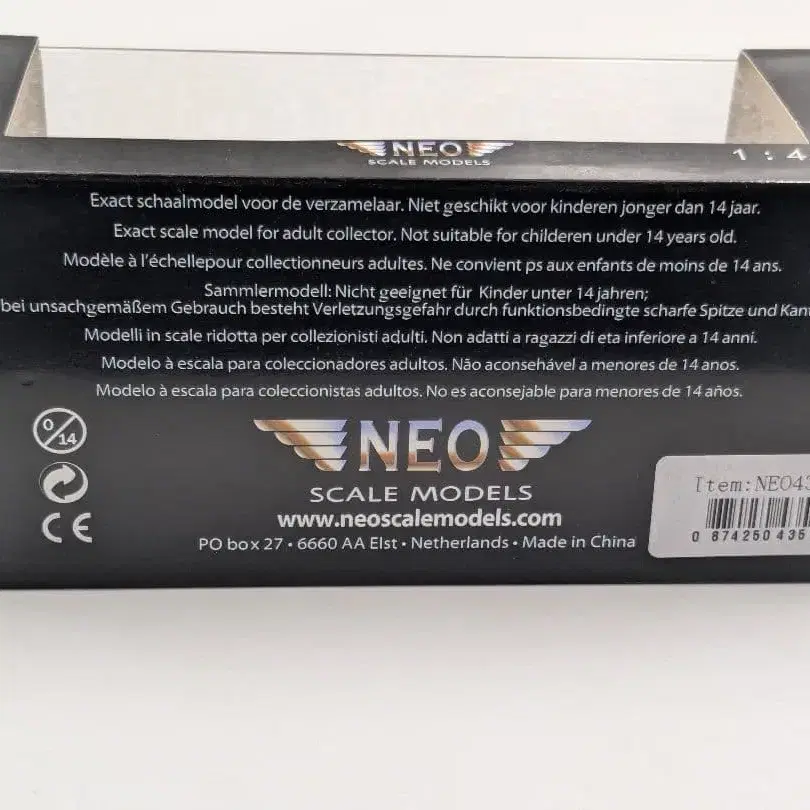 NEO
SCALE MODELS
1:4
Exact schaalmodel voor de verzamelaar. Niet geschikt voor kinderen jonger dan 14 jaar.
Exact scale model for adult collector. Not suitable for childeren under 14 years old.
Modèle à l'échellepour collectionneurs adultes. Ne convient ps aux enfants de moins de 14 ans.
Sammlermodell: Nicht geeignet für Kinder unter 14 jahren;
bei unsachgemäßem Gebrauch besteht Verletzungsgefahr durch funktionsbedingte scharfe Spitze und Kan
Modelli in scale ridotta per collezionisti adulti. Non adatti a ragazzi di eta inferiore a 14 anni.
Modelo à escala para coleccionadores adultos. Não aconsehável a menores de 14 anos.
Modelo à escala para coleccionistas adultos. No es aconsejable para menores de 14 años.
0/14
CE
NEO
SCALE MODELS
www.neoscalemodels.com
PO box 27 • 6660 AA Elst • Netherlands • Made in China
Item:NEO43
0 874250 435